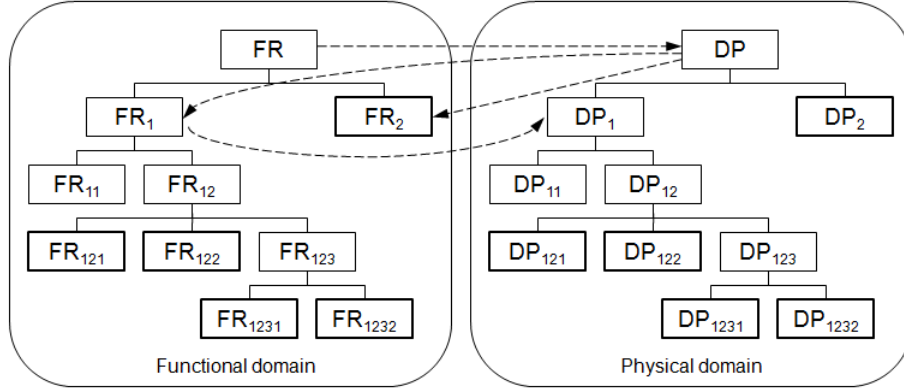 FR DP
FR₁ FR₂ DP₁ DP₂
FR₁₁ FR₁₂ DP₁₁ DP₁₂
FR₁₂₁ FR₁₂₂ FR₁₂₃ DP₁₂₁ DP₁₂₂ DP₁₂₃
FR₁₂₃₁ FR₁₂₃₂ DP₁₂₃₁ DP₁₂₃₂
Functional domain Physical domain